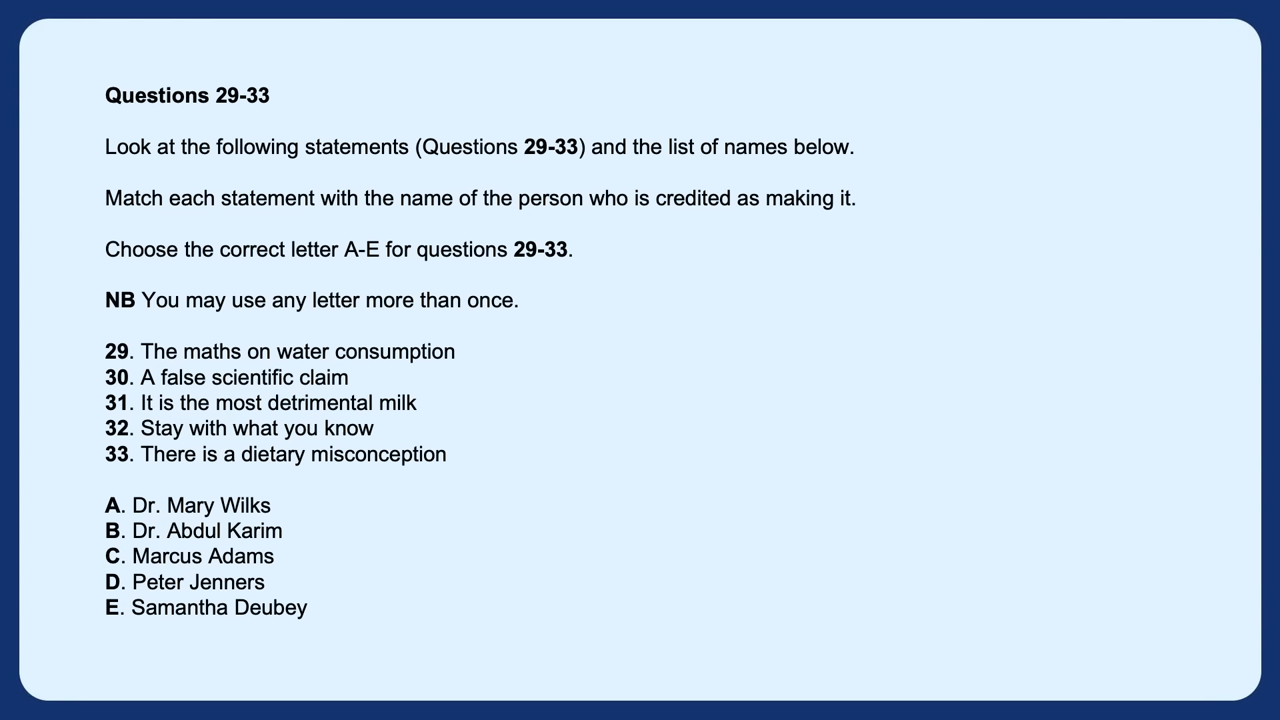 Questions 29-33
Look at the following statements (Questions 29-33) and the list of names below.
Match each statement with the name of the person who is credited as making it.
Choose the correct letter A-E for questions 29-33.
NB You may use any letter more than once.
29. The maths on water consumption
30. A false scientific claim
31. It is the most detrimental milk
32. Stay with what you know
33. There is a dietary misconception
A. Dr. Mary Wilks
B. Dr. Abdul Karim
C. Marcus Adams
D. Peter Jenners
E. Samantha Deubey